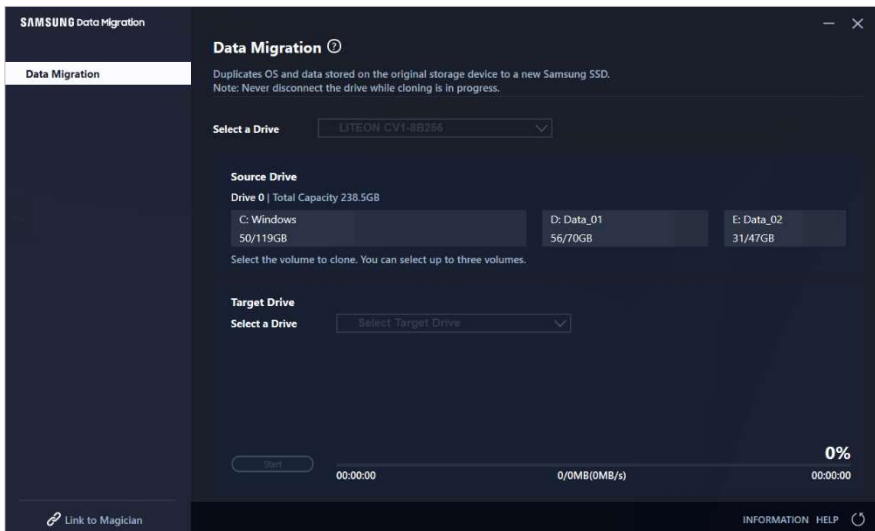 SAMSUNG Data Migration
Data Migration
Data Migration ?
Duplicates OS and data stored on the original storage device to a new Samsung SSD.
Note: Never disconnect the drive while cloning is in progress.
Select a Drive LITEON CV1-8B256
Source Drive
Drive 0 | Total Capacity 238.5GB
C: Windows D: Data_01 E: Data_02
50/119GB 56/70GB 31/47GB
Select the volume to clone. You can select up to three volumes.
Target Drive
Select a Drive Select Target Drive
0%
Start
00:00:00 0/0MB(0MB/s) 00:00:00
Link to Magician
INFORMATION HELP